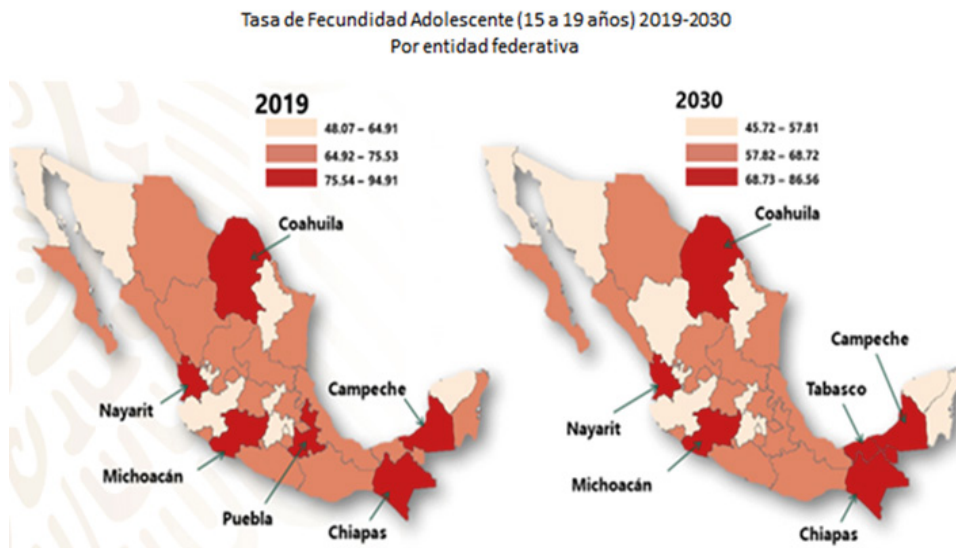 Tasa de Fecundidad Adolescente (15 a 19 años) 2019-2030
Por entidad federativa
2019
48.07 – 64.91
64.92 – 75.53
75.54 – 94.91
Coahuila
Nayarit
Campeche
Michoacán
Puebla
Chiapas
2030
45.72 – 57.81
57.82 – 68.72
68.73 – 86.56
Coahuila
Campeche
Tabasco
Nayarit
Michoacán
Chiapas